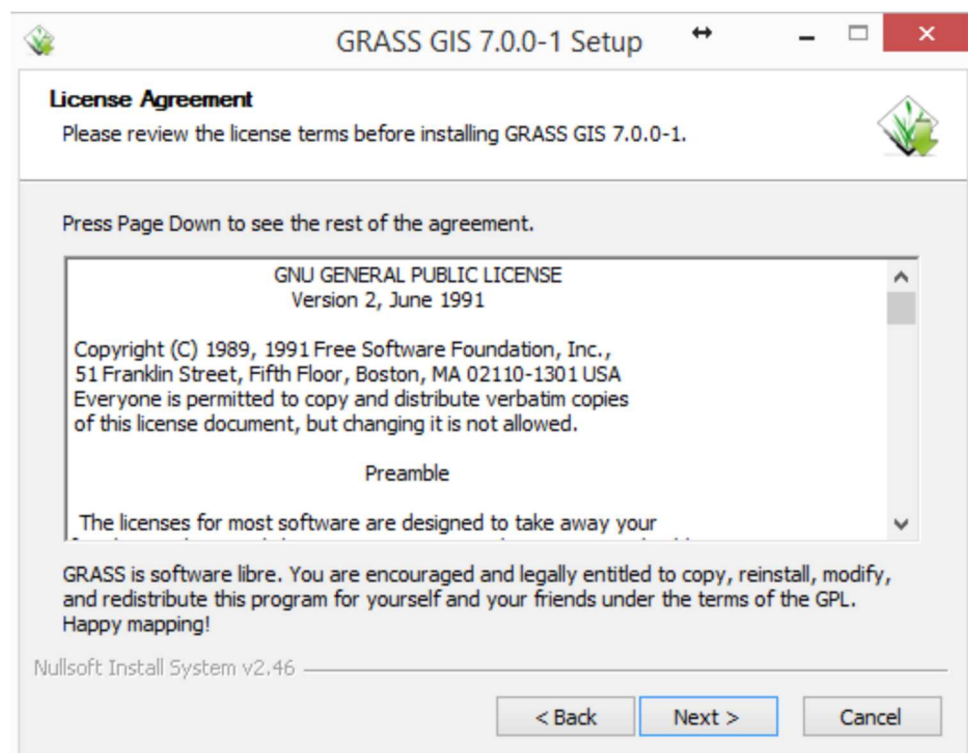 GRASS GIS 7.0.0-1 Setup
License Agreement
Please review the license terms before installing GRASS GIS 7.0.0-1.
Press Page Down to see the rest of the agreement.
GNU GENERAL PUBLIC LICENSE
Version 2, June 1991
Copyright (C) 1989, 1991 Free Software Foundation, Inc.,
51 Franklin Street, Fifth Floor, Boston, MA 02110-1301 USA
Everyone is permitted to copy and distribute verbatim copies
of this license document, but changing it is not allowed.
Preamble
The licenses for most software are designed to take away your
GRASS is software libre. You are encouraged and legally entitled to copy, reinstall, modify,
and redistribute this program for yourself and your friends under the terms of the GPL.
Happy mapping!
Nullsoft Install System v2.46
< Back
Next >
Cancel